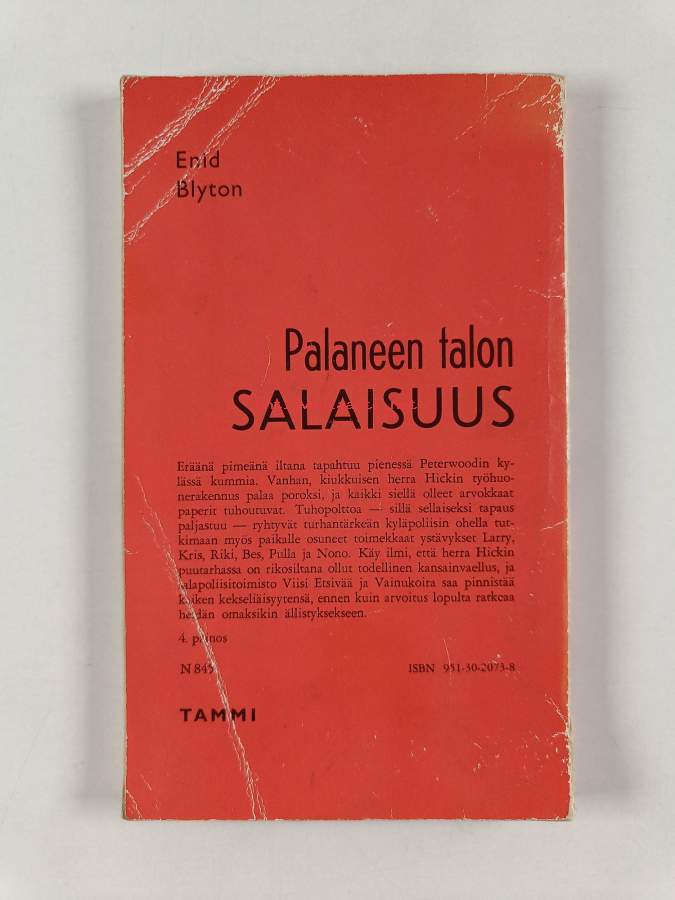 Enid
Blyton
Palaneen talon
SALAISUUS
Eräänä pimeänä iltana tapahtuu pienessä Peterwoodin ky-
lässä kummia. Vanhan, kiukkuisen herra Hickin työhuo-
nerakennus palaa poroksi, ja kaikki siellä olleet arvokkaat
paperit tuhoutuvat. Tuhopolttoa — sillä sellaiseksi tapaus
paljastuu — ryhtyvät turhantärkeän kyläpoliisin ohella tut-
kimaan myös paikalle osuneet toimekkaat ystävykset Larry,
Kris, Riki, Bes, Pulla ja Nono. Käy ilmi, että herra Hickin
puutarhassa on rikosiltana ollut todellinen kansainvaellus, ja
salapoliisitoimisto Viisi Etsivää ja Vainukoira saa pinnistää
kaiken kekseliäisyytensä, ennen kuin arvoitus lopulta ratkeaa
heidän omaksikin ällistyksekseen.
4. painos
N 845 ISBN 951-30-2073-8
TAMMI